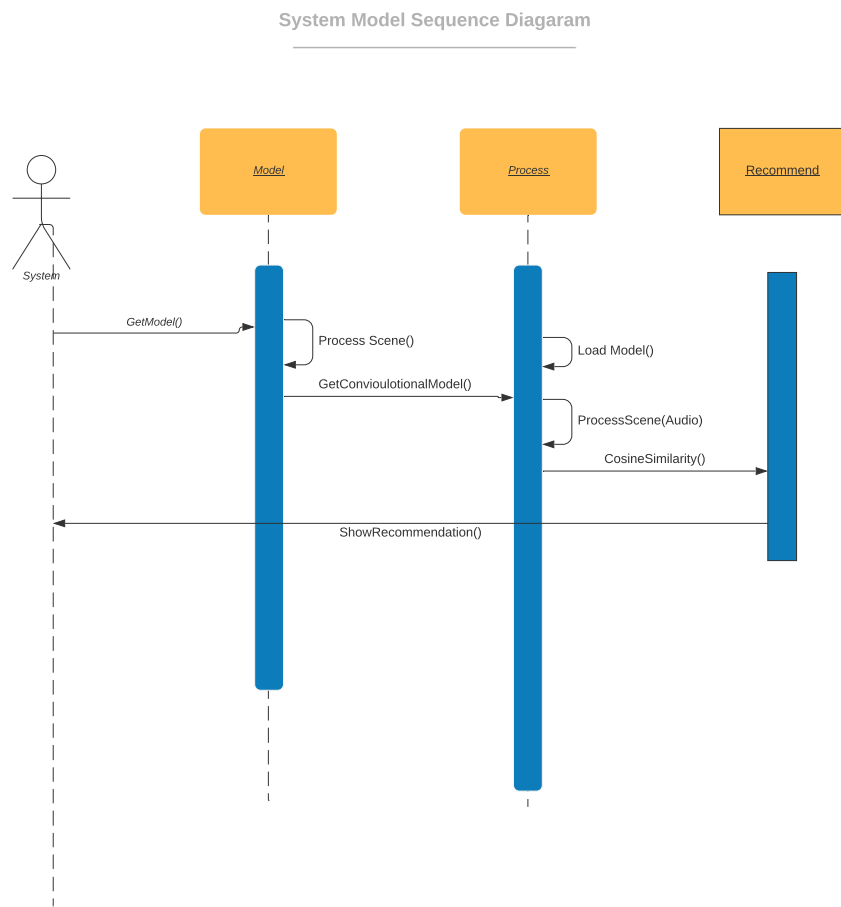 System Model Sequence Diagaram
Model
Process
Recommend
System
GetModel()
Process Scene()
Load Model()
GetConvioulotionalModel()
ProcessScene(Audio)
CosineSimilarity()
ShowRecommendation()